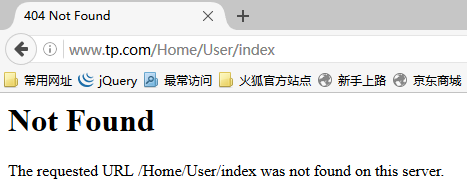 404 Not Found
www.tp.com/Home/User/index
常用网址 jQuery 最常访问 火狐官方站点 新手上路 京东商城
Not Found
The requested URL /Home/User/index was not found on this server.